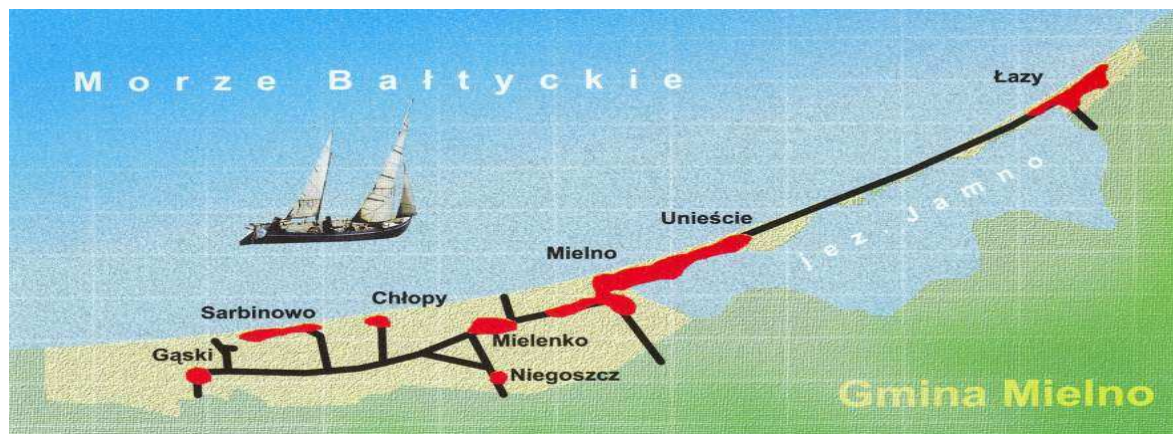 Morze Bałtyckie
Łazy
jez. Jamno
Unieście
Mielno
Chłopy
Sarbinowo
Mielenko
Gąski
Niegoszcz
Gmina Mielno